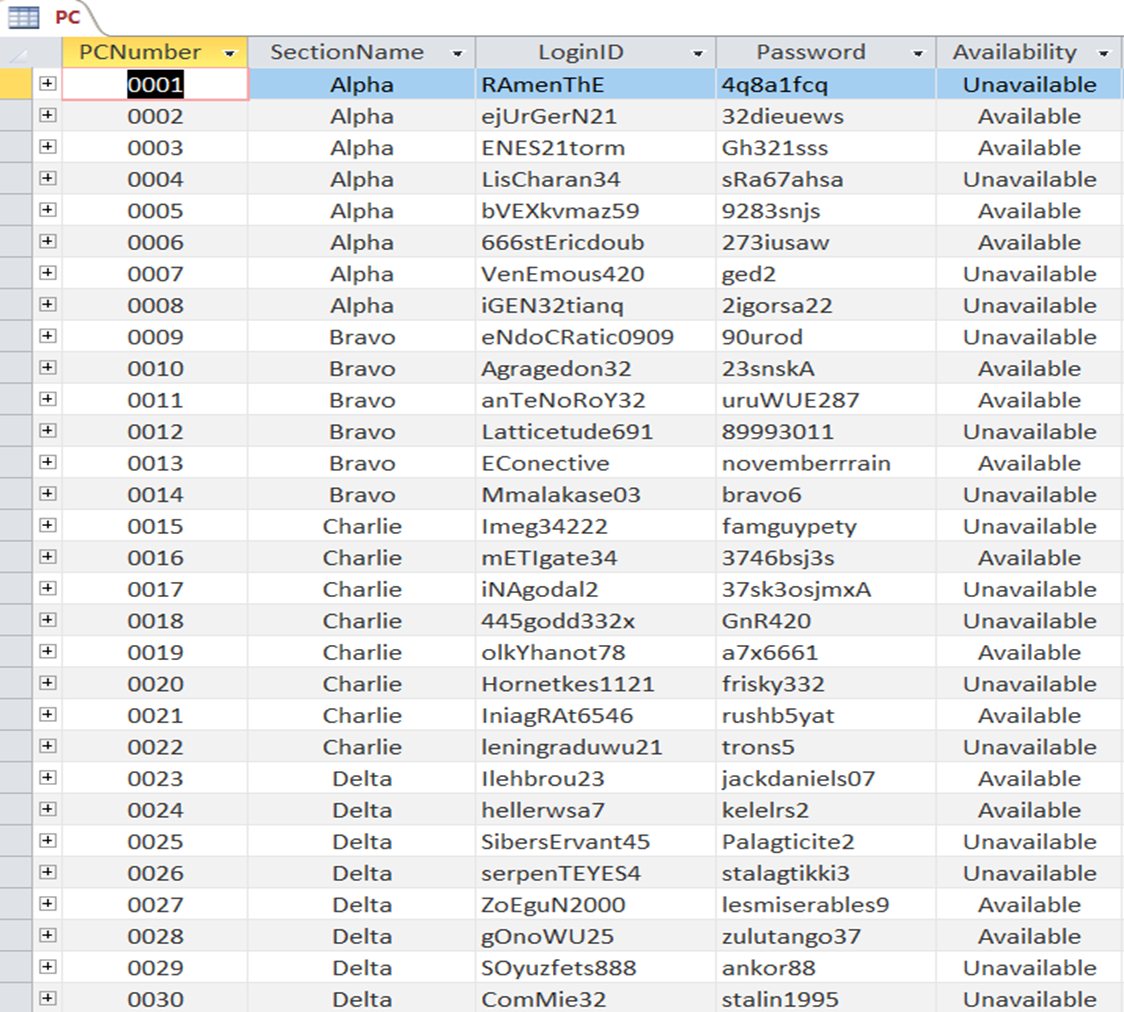 PC
PCNumber SectionName LoginID Password Availability
0001 Alpha RAmenThE 4q8a1fcq Unavailable
0002 Alpha ejUrGerN21 32dieuews Available
0003 Alpha ENES21torm Gh321sss Available
0004 Alpha LisCharan34 sRa67ahsa Unavailable
0005 Alpha bVEXkvmaz59 9283snjs Available
0006 Alpha 666stEricdoub 273iusaw Available
0007 Alpha VenEmous420 ged2 Unavailable
0008 Alpha iGEN32tianq 2igorsa22 Unavailable
0009 Bravo eNdoCRatic0909 90urod Unavailable
0010 Bravo Agragedon32 23snskA Available
0011 Bravo anTeNoRoY32 uruWUE287 Available
0012 Bravo Latticetude691 89993011 Unavailable
0013 Bravo EConective novemberrrain Available
0014 Bravo Mmalakase03 bravo6 Unavailable
0015 Charlie Imeg34222 famguypety Unavailable
0016 Charlie mETIgate34 3746bsj3s Available
0017 Charlie iNAgodal2 37sk3osjmxA Unavailable
0018 Charlie 445godd332x GnR420 Unavailable
0019 Charlie olkYhanot78 a7x6661 Available
0020 Charlie Hornetkes1121 frisky332 Unavailable
0021 Charlie IniagRAt6546 rushb5yat Available
0022 Charlie leningraduwu21 trons5 Unavailable
0023 Delta Ilehbrou23 jackdaniels07 Available
0024 Delta hellerwsa7 kelelrs2 Available
0025 Delta SibersErvant45 Palagticite2 Unavailable
0026 Delta serpenTEYES4 stalagtikki3 Unavailable
0027 Delta ZoEguN2000 lesmiserables9 Available
0028 Delta gOnoWU25 zulutango37 Available
0029 Delta SOyuzfets888 ankor88 Unavailable
0030 Delta ComMie32 stalin1995 Unavailable